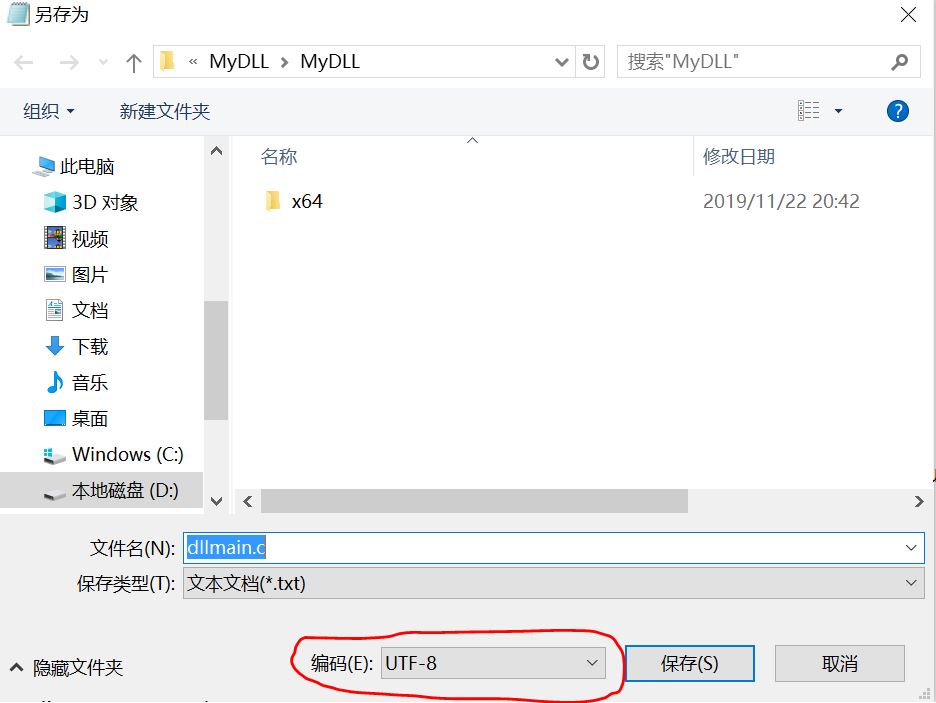 另存为
« MyDLL > MyDLL
搜索"MyDLL"
组织
新建文件夹
?
此电脑
3D 对象
视频
图片
文档
下载
音乐
桌面
Windows (C:)
本地磁盘 (D:)
名称
修改日期
x64
2019/11/22 20:42
文件名(N):
dllmain.c
保存类型(T):
文本文档(*.txt)
隐藏文件夹
编码(E):
UTF-8
保存(S)
取消